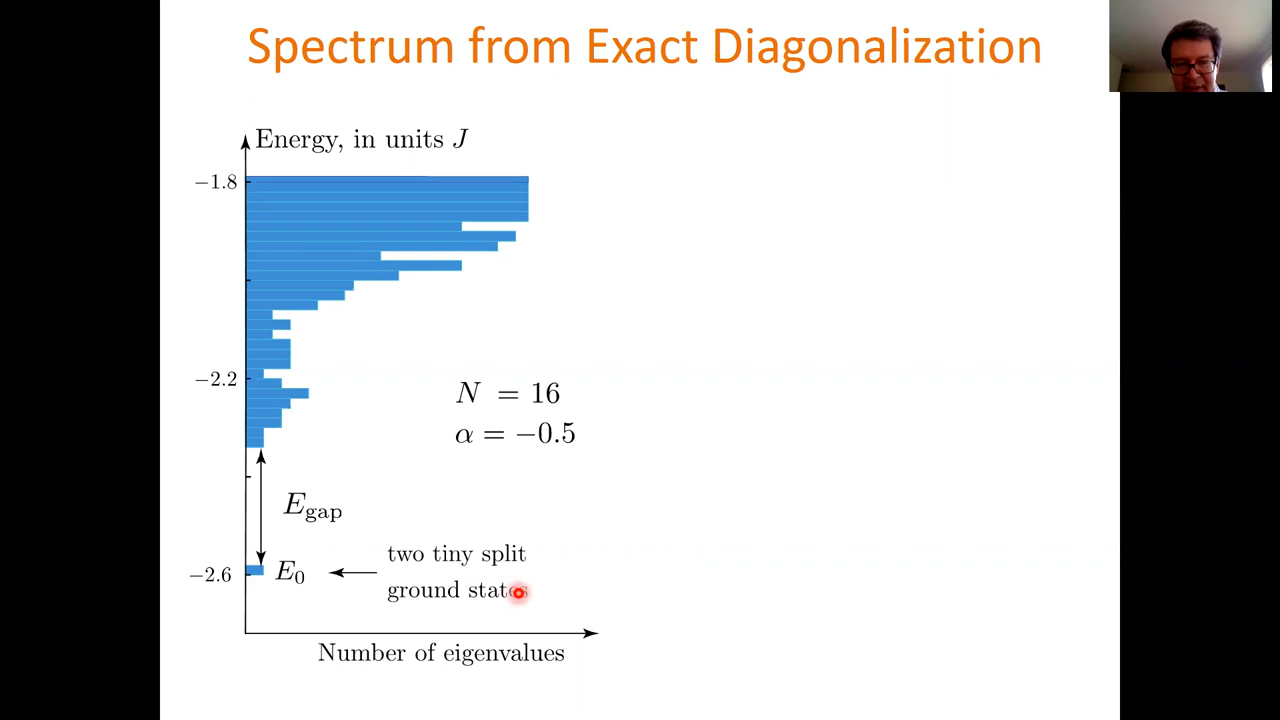 Spectrum from Exact Diagonalization
Energy, in units J
−1.8
−2.2
N = 16
α = −0.5
E_gap
two tiny split
−2.6
E_0
ground states
Number of eigenvalues